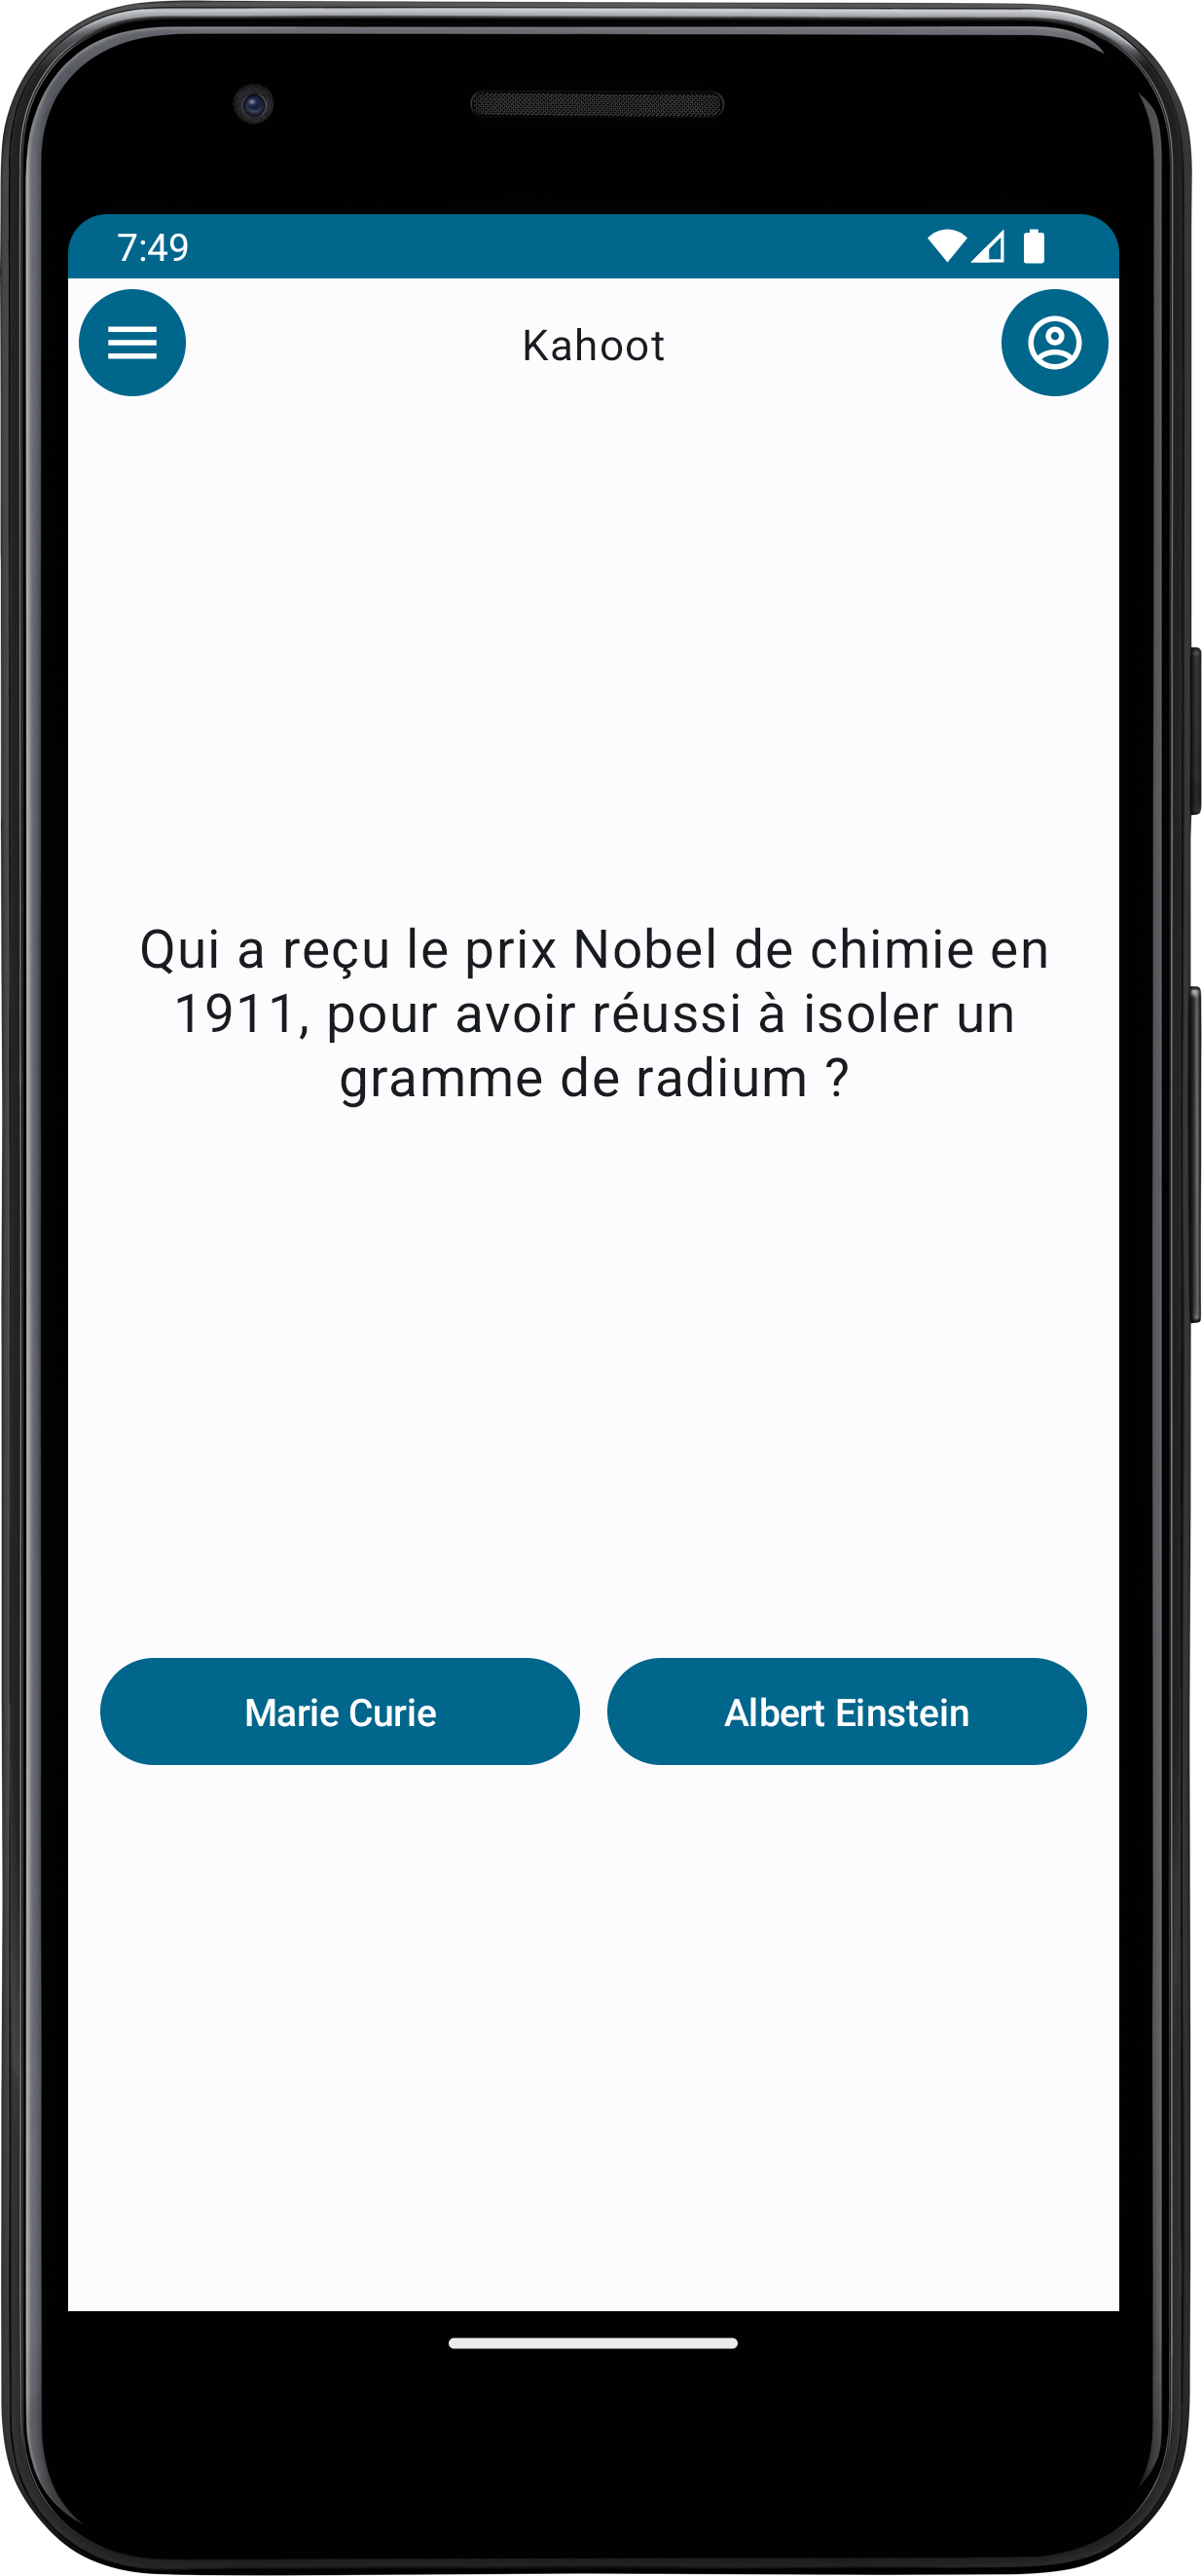 7:49
Kahoot
Qui a reçu le prix Nobel de chimie en
1911, pour avoir réussi à isoler un
gramme de radium ?
Marie Curie
Albert Einstein